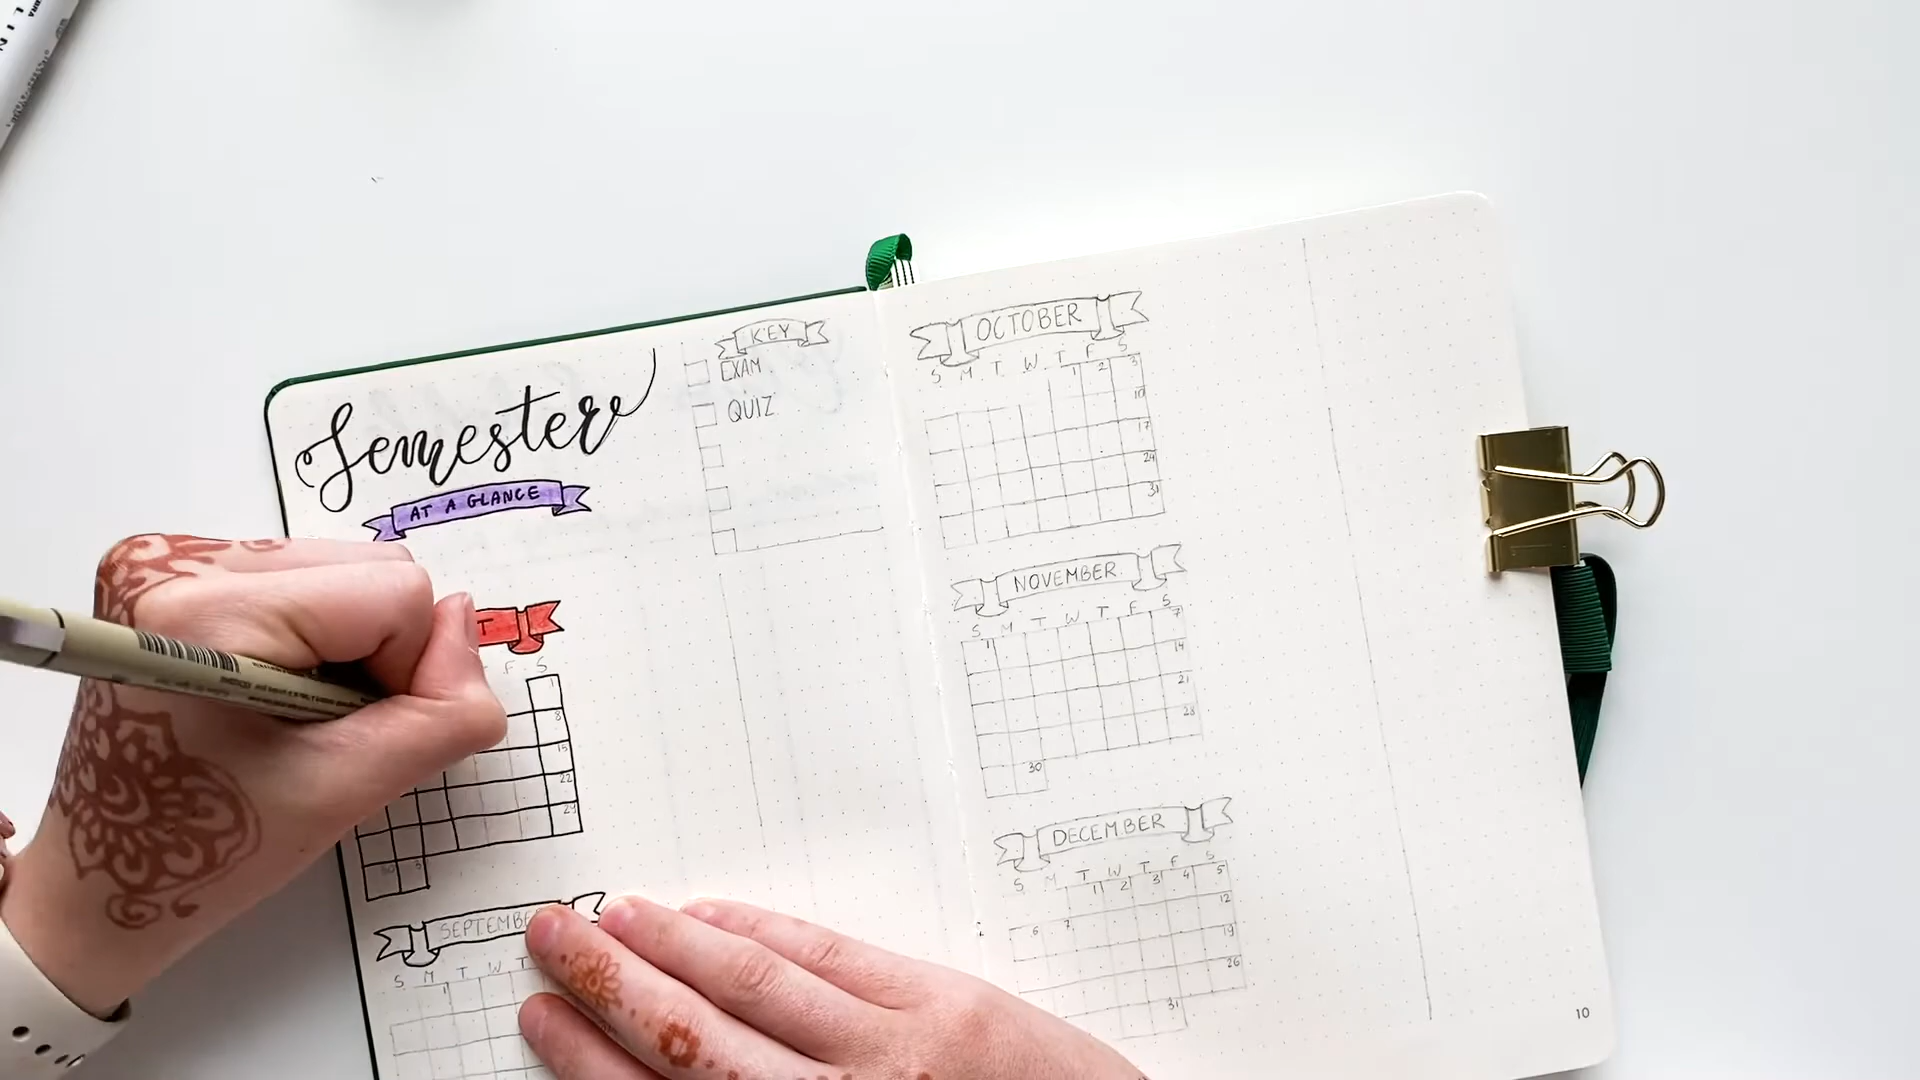 Semester
AT A GLANCE
KEY
EXAM
QUIZ
T
F S
1
8
15
22
29
SEPTEMBE
S M T W T
1
OCTOBER
S M T W T F S
1 2 3
10
17
24
31
NOVEMBER
S M T W T F S
1 7
14
21
28
30
DECEMBER
S M T W T F S
1 2 3 4 5
6 7 12
19
26
31
10